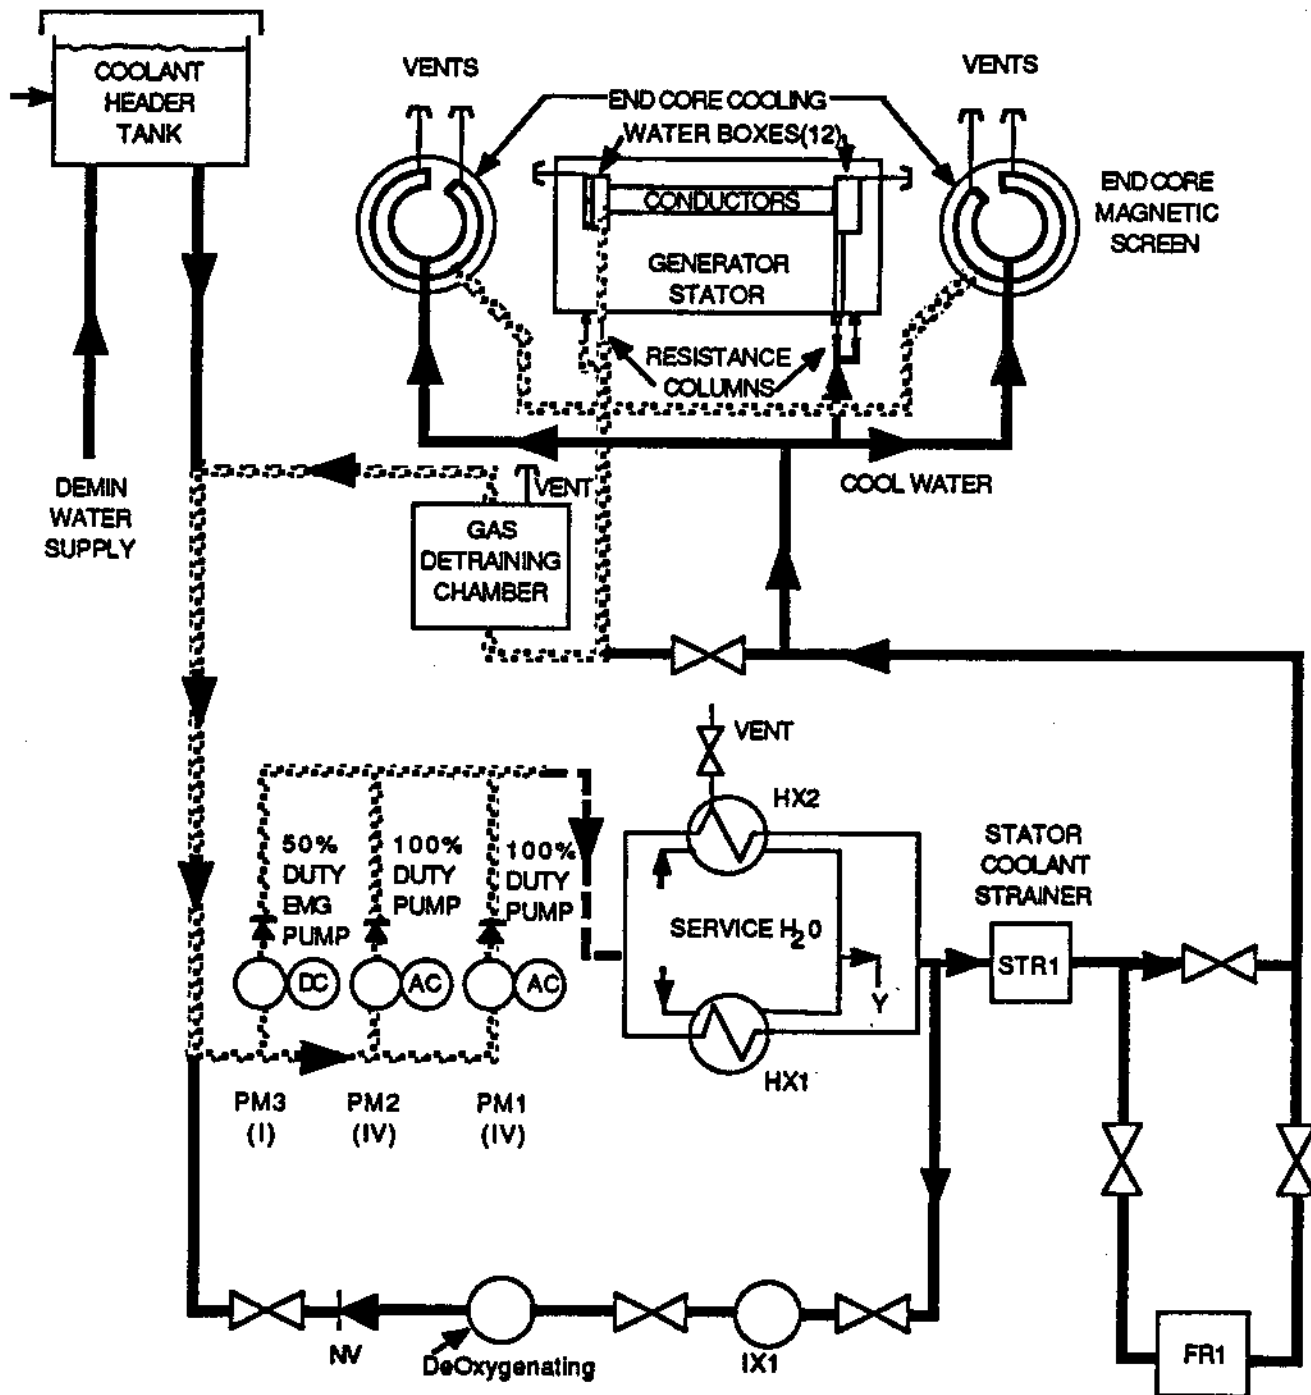 COOLANT
HEADER
TANK
VENTS
END CORE COOLING
WATER BOXES(12)
VENTS
CONDUCTORS
GENERATOR
STATOR
END CORE
MAGNETIC
SCREEN
RESISTANCE
COLUMNS
DEMIN
WATER
SUPPLY
VENT
COOL WATER
GAS
DETRAINING
CHAMBER
VENT
HX2
50%
DUTY
EMG
PUMP
100%
DUTY
PUMP
100%
DUTY
PUMP
STATOR
COOLANT
STRAINER
SERVICE H2O
DC
AC
AC
STR1
Y
HX1
PM3
(I)
PM2
(IV)
PM1
(IV)
NV
DeOxygenating
IX1
FR1